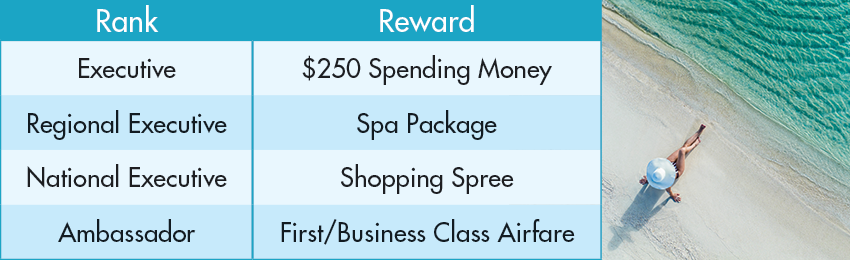 Rank Reward
Executive $250 Spending Money
Regional Executive Spa Package
National Executive Shopping Spree
Ambassador First/Business Class Airfare